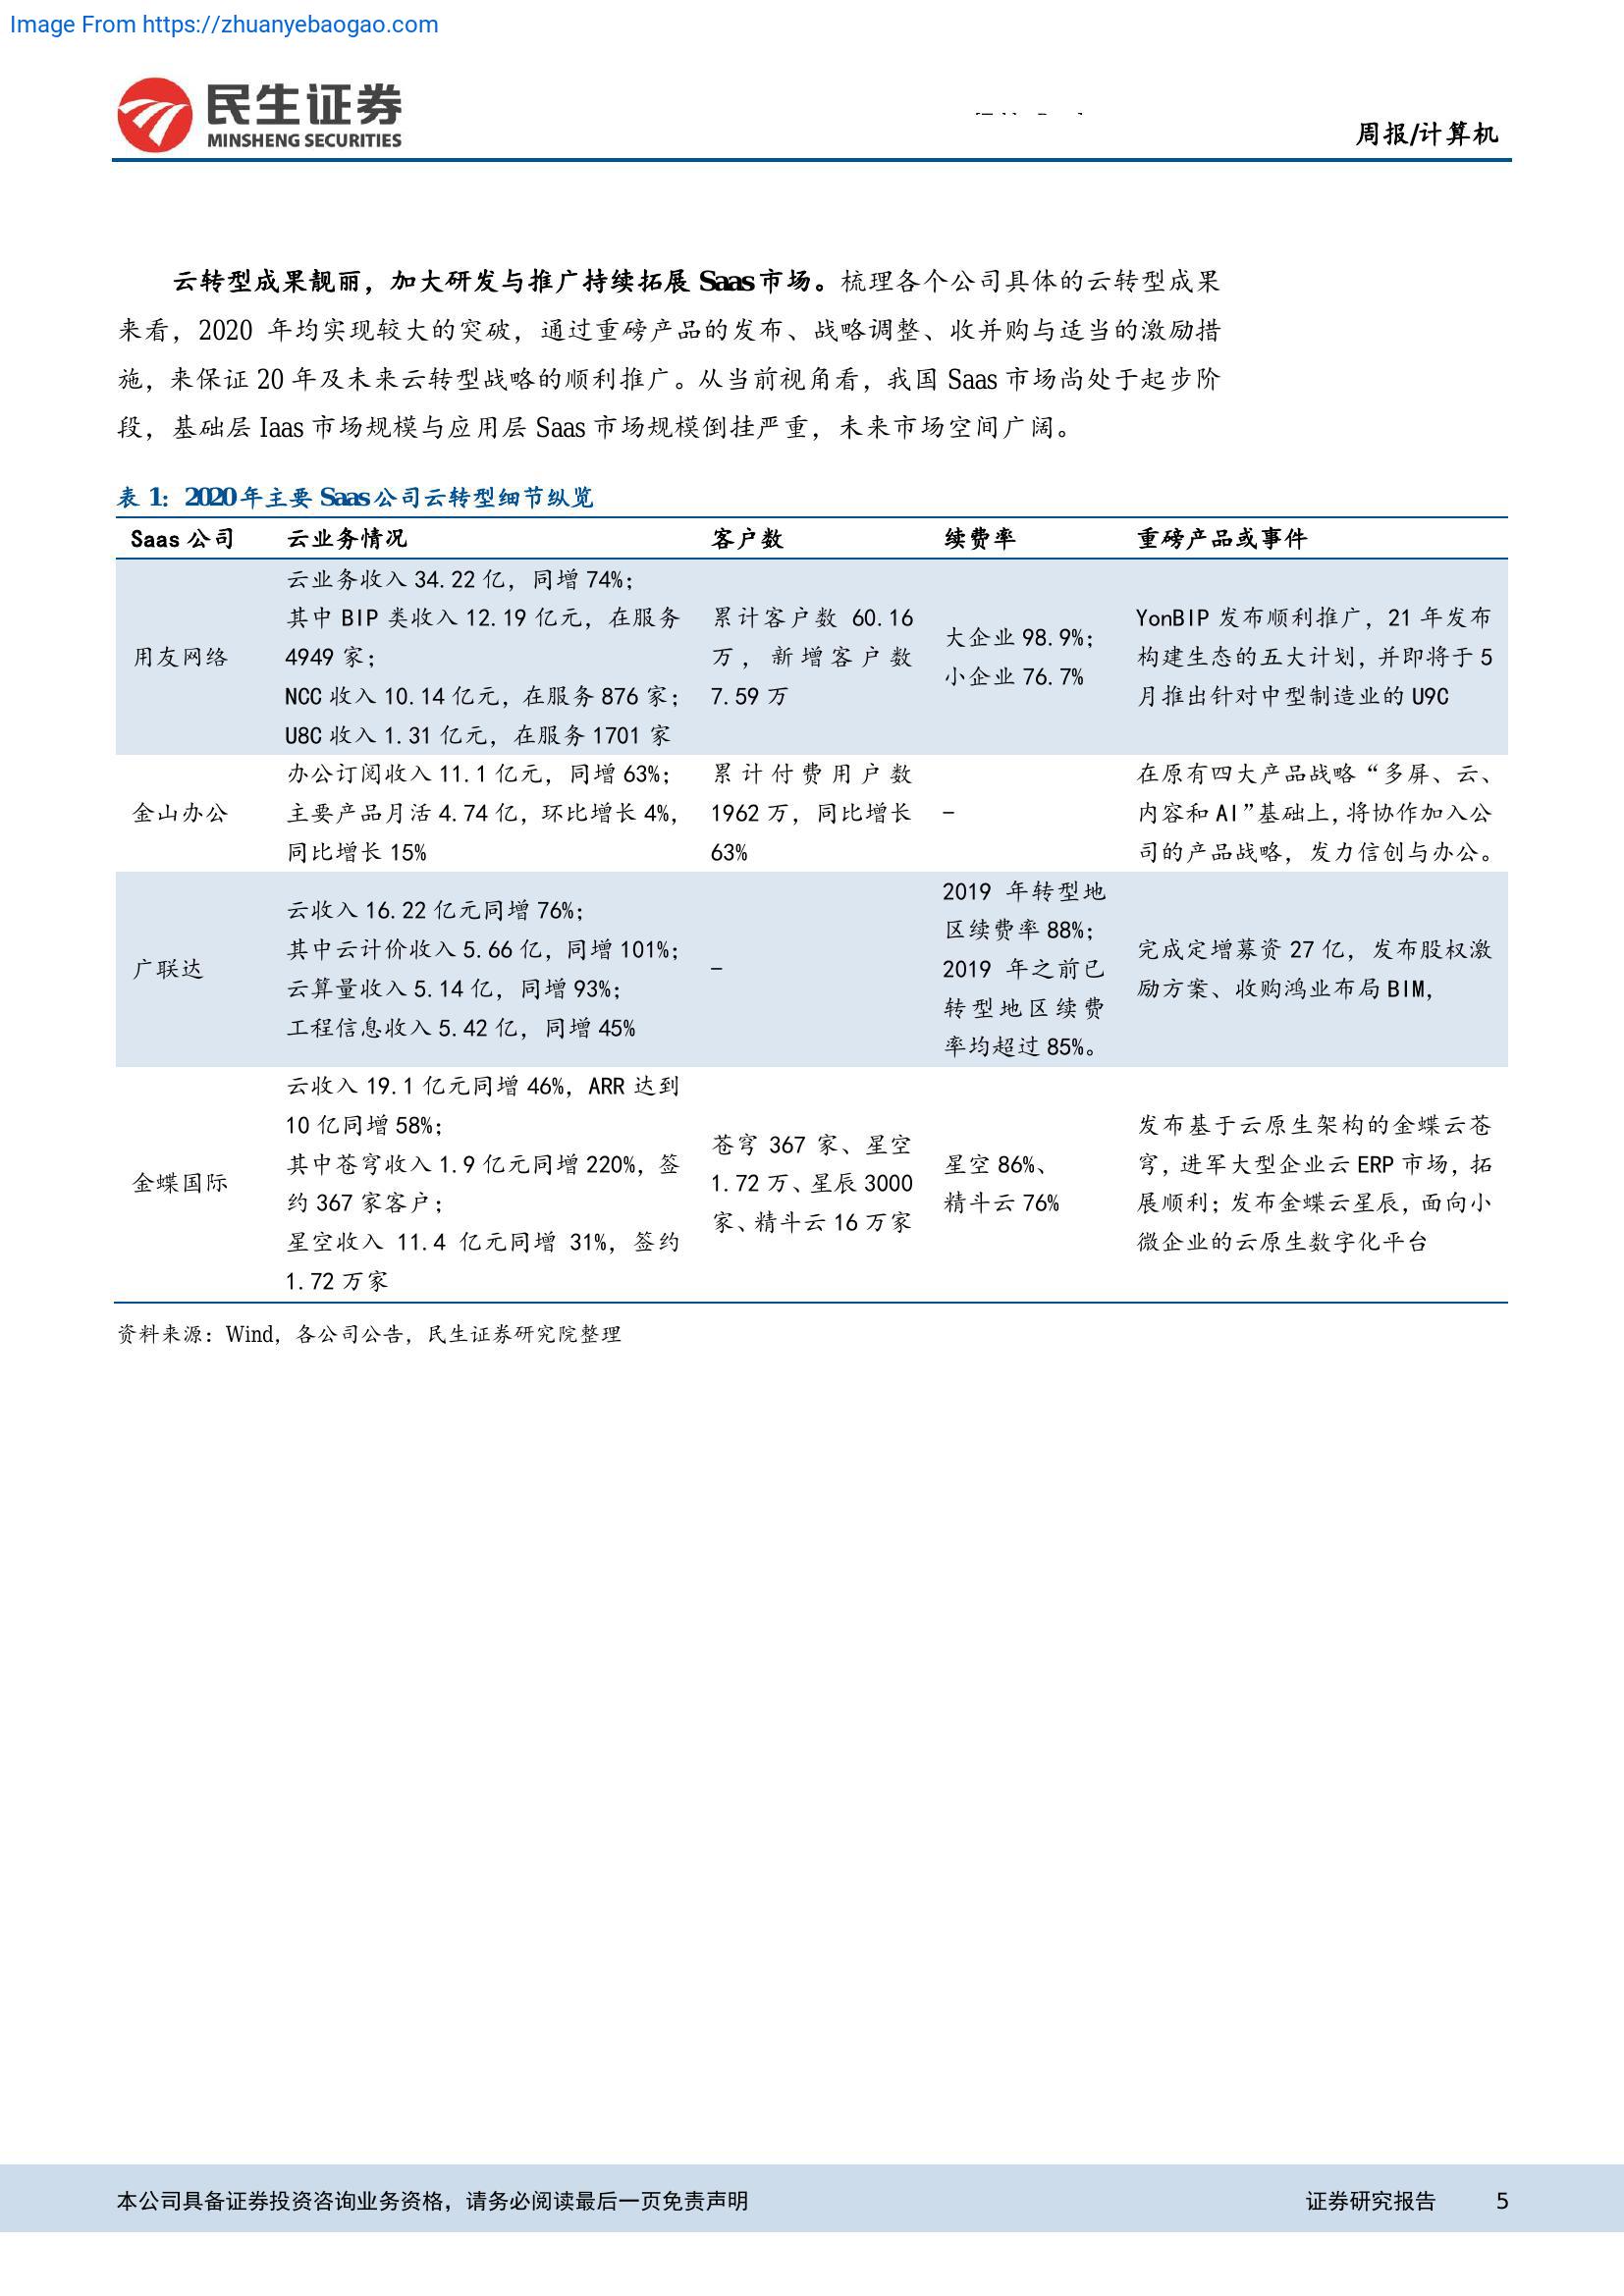 Image From https://zhuanyebaogao.com
民生证券
MINSHENG SECURITIES
周报/计算机
云转型成果靓丽，加大研发与推广持续拓展 Saas 市场。梳理各个公司具体的云转型成果
来看，2020 年均实现较大的突破，通过重磅产品的发布、战略调整、收并购与适当的激励措
施，来保证 20 年及未来云转型战略的顺利推广。从当前视角看，我国 Saas 市场尚处于起步阶
段，基础层 Iaas 市场规模与应用层 Saas 市场规模倒挂严重，未来市场空间广阔。
表 1：2020 年主要 Saas 公司云转型细节纵览
Saas 公司 云业务情况 客户数 续费率 重磅产品或事件
用友网络
云业务收入 34.22 亿，同增 74%；
其中 BIP 类收入 12.19 亿元，在服务
4949 家；
NCC 收入 10.14 亿元，在服务 876 家；
U8C 收入 1.31 亿元，在服务 1701 家
累计客户数 60.16
万，新增客户数
7.59 万
大企业 98.9%；
小企业 76.7%
YonBIP 发布顺利推广，21 年发布
构建生态的五大计划，并即将于 5
月推出针对中型制造业的 U9C
金山办公
办公订阅收入 11.1 亿元，同增 63%；
主要产品月活 4.74 亿，环比增长 4%，
同比增长 15%
累计付费用户数
1962 万，同比增长
63%
-
在原有四大产品战略“多屏、云、
内容和 AI”基础上，将协作加入公
司的产品战略，发力信创与办公。
广联达
云收入 16.22 亿元同增 76%；
其中云计价收入 5.66 亿，同增 101%；
云算量收入 5.14 亿，同增 93%；
工程信息收入 5.42 亿，同增 45%
-
2019 年转型地
区续费率 88%；
2019 年之前已
转型地区续费
率均超过 85%。
完成定增募资 27 亿，发布股权激
励方案、收购鸿业布局 BIM，
金蝶国际
云收入 19.1 亿元同增 46%，ARR 达到
10 亿同增 58%；
其中苍穹收入 1.9 亿元同增 220%，签
约 367 家客户；
星空收入 11.4 亿元同增 31%，签约
1.72 万家
苍穹 367 家、星空
1.72 万、星辰 3000
家、精斗云 16 万家
星空 86%、
精斗云 76%
发布基于云原生架构的金蝶云苍
穹，进军大型企业云 ERP 市场，拓
展顺利；发布金蝶云星辰，面向小
微企业的云原生数字化平台
资料来源：Wind，各公司公告，民生证券研究院整理
本公司具备证券投资咨询业务资格，请务必阅读最后一页免责声明
证券研究报告 5